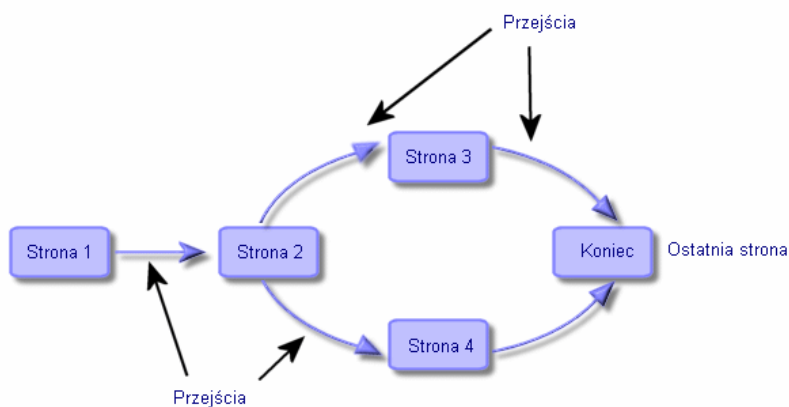 Przejścia
Strona 3
Strona 1
Strona 2
Koniec
Ostatnia strona
Strona 4
Przejścia